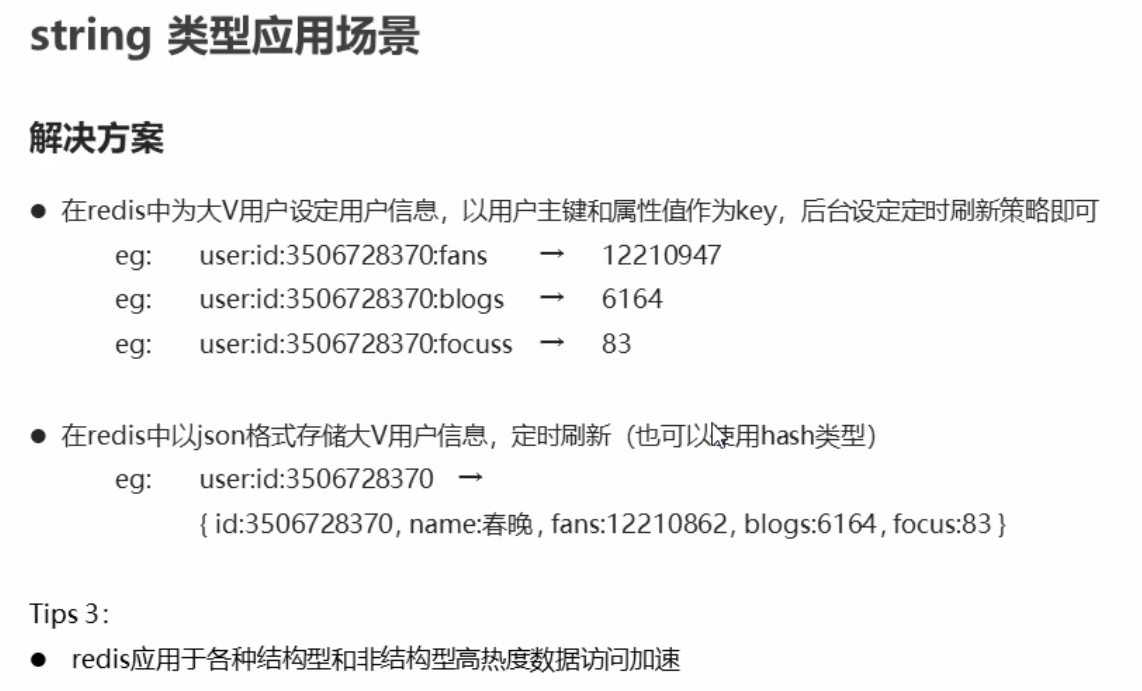 string 类型应用场景
解决方案
● 在redis中为大V用户设定用户信息，以用户主键和属性值作为key，后台设定定时刷新策略即可
eg: user:id:3506728370:fans → 12210947
eg: user:id:3506728370:blogs → 6164
eg: user:id:3506728370:focuss → 83
● 在redis中以json格式存储大V用户信息，定时刷新（也可以使用hash类型）
eg: user:id:3506728370 →
{ id:3506728370, name:春晚, fans:12210862, blogs:6164, focus:83 }
Tips 3：
● redis应用于各种结构型和非结构型高热度数据访问加速